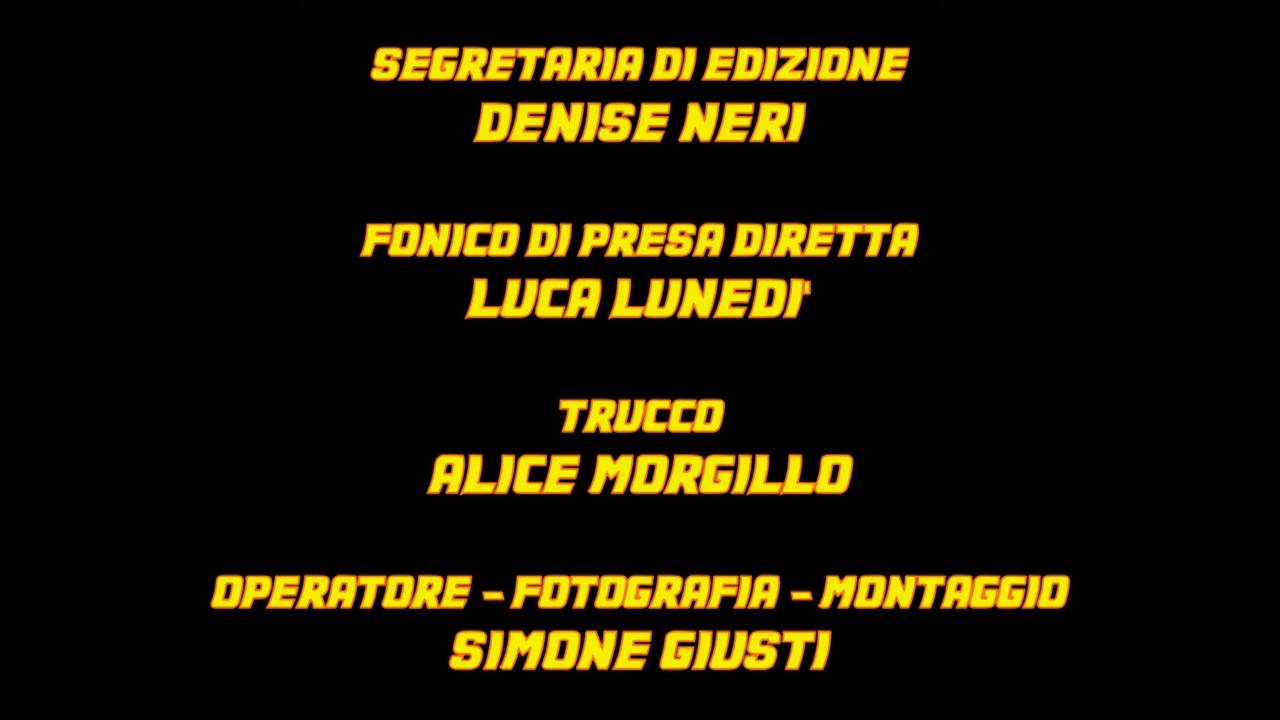 SEGRETARIA DI EDIZIONE
DENISE NERI
FONICO DI PRESA DIRETTA
LUCA LUNEDI'
TRUCCO
ALICE MORGILLO
OPERATORE - FOTOGRAFIA - MONTAGGIO
SIMONE GIUSTI